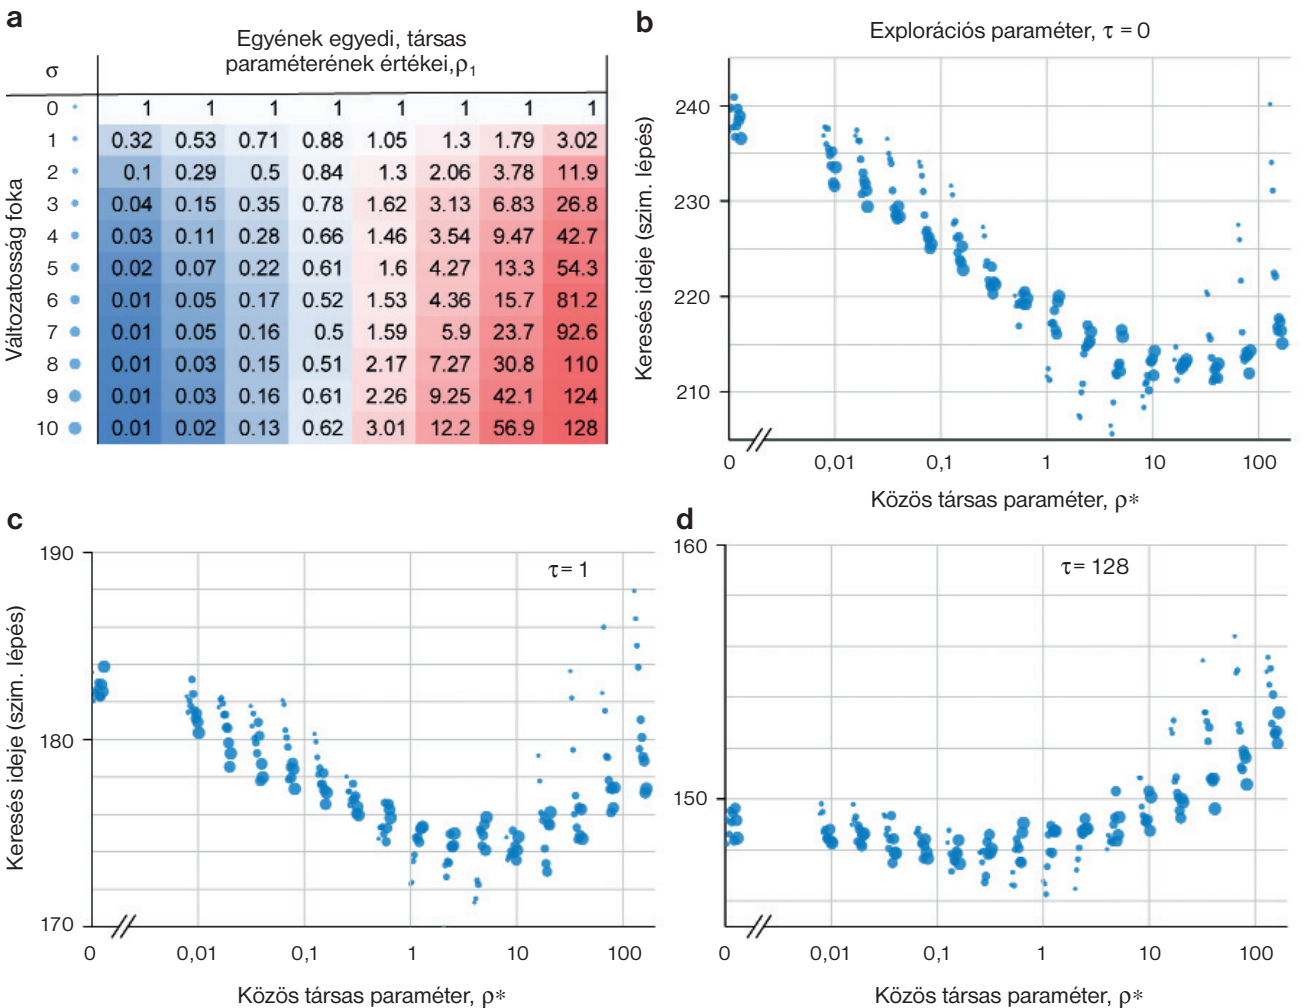 a
Egyének egyedi, társas
paraméterének értékei,ρ1
σ
Változatosság foka
0 1 1 1 1 1 1 1 1
1 0.32 0.53 0.71 0.88 1.05 1.3 1.79 3.02
2 0.1 0.29 0.5 0.84 1.3 2.06 3.78 11.9
3 0.04 0.15 0.35 0.78 1.62 3.13 6.83 26.8
4 0.03 0.11 0.28 0.66 1.46 3.54 9.47 42.7
5 0.02 0.07 0.22 0.61 1.6 4.27 13.3 54.3
6 0.01 0.05 0.17 0.52 1.53 4.36 15.7 81.2
7 0.01 0.05 0.16 0.5 1.59 5.9 23.7 92.6
8 0.01 0.03 0.15 0.51 2.17 7.27 30.8 110
9 0.01 0.03 0.16 0.61 2.26 9.25 42.1 124
10 0.01 0.02 0.13 0.62 3.01 12.2 56.9 128
b
Explorációs paraméter, τ = 0
Keresés ideje (szim. lépés)
240
230
220
210
0 0,01 0,1 1 10 100
Közös társas paraméter, ρ*
c
τ= 1
Keresés ideje (szim. lépés)
190
180
170
0 0,01 0,1 1 10 100
Közös társas paraméter, ρ*
d
τ= 128
160
150
0 0,01 0,1 1 10 100
Közös társas paraméter, ρ*